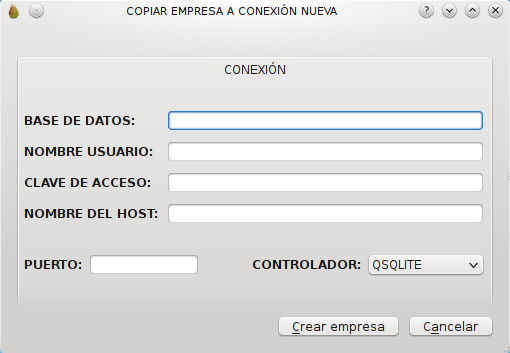 COPIAR EMPRESA A CONEXIÓN NUEVA
CONEXIÓN
BASE DE DATOS:
NOMBRE USUARIO:
CLAVE DE ACCESO:
NOMBRE DEL HOST:
PUERTO: CONTROLADOR: QSQLITE
Crear empresa Cancelar